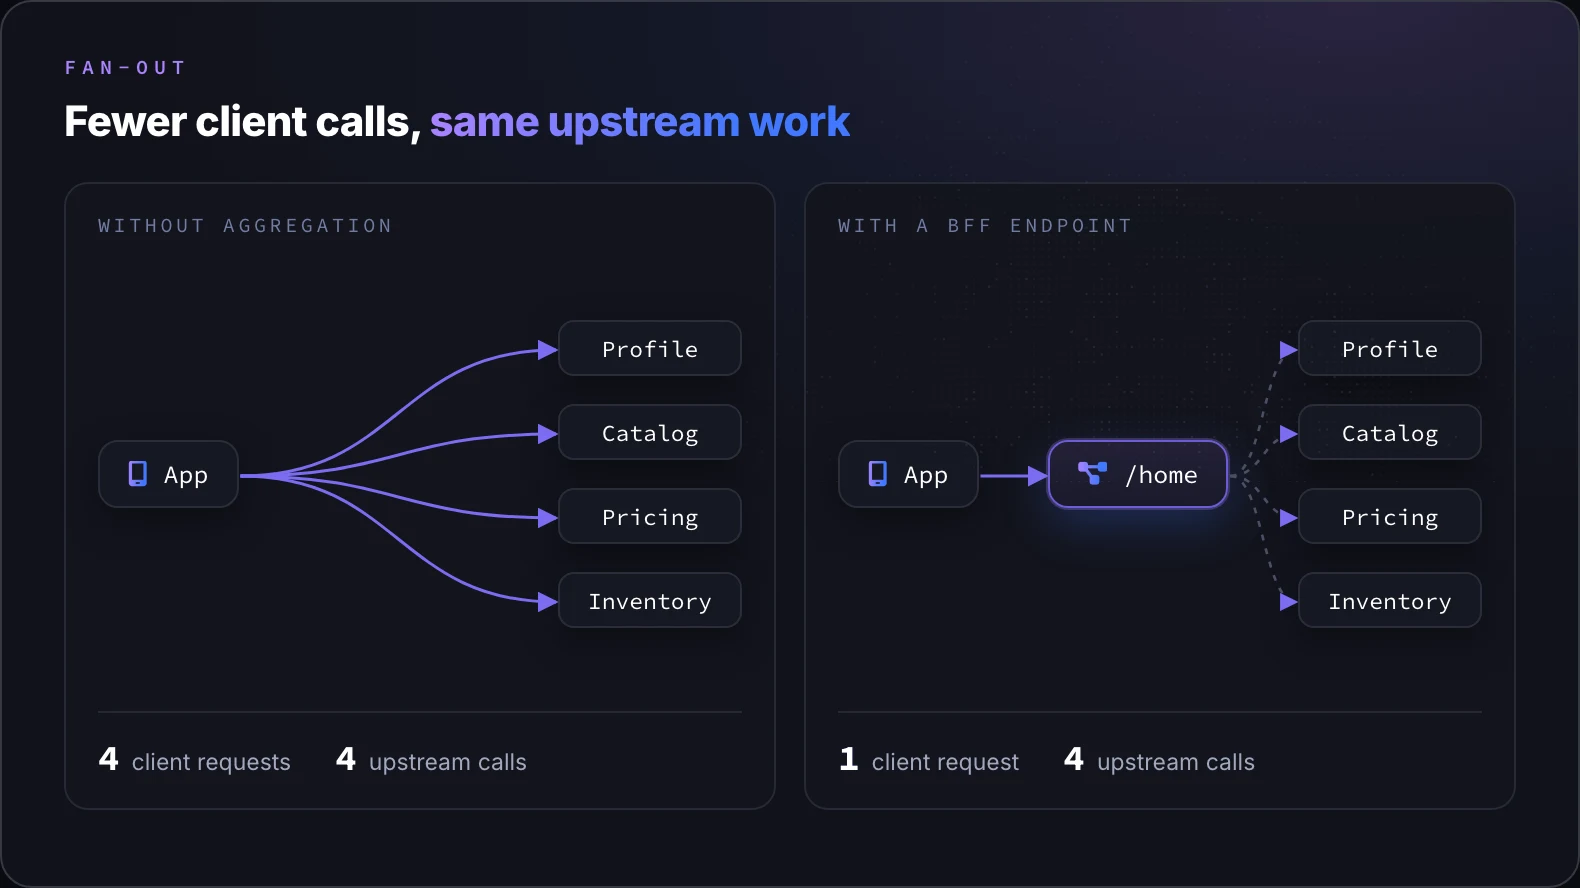 FAN-OUT
Fewer client calls, same upstream work
WITHOUT AGGREGATION
App
Profile
Catalog
Pricing
Inventory
4 client requests 4 upstream calls
WITH A BFF ENDPOINT
App
/home
Profile
Catalog
Pricing
Inventory
1 client request 4 upstream calls